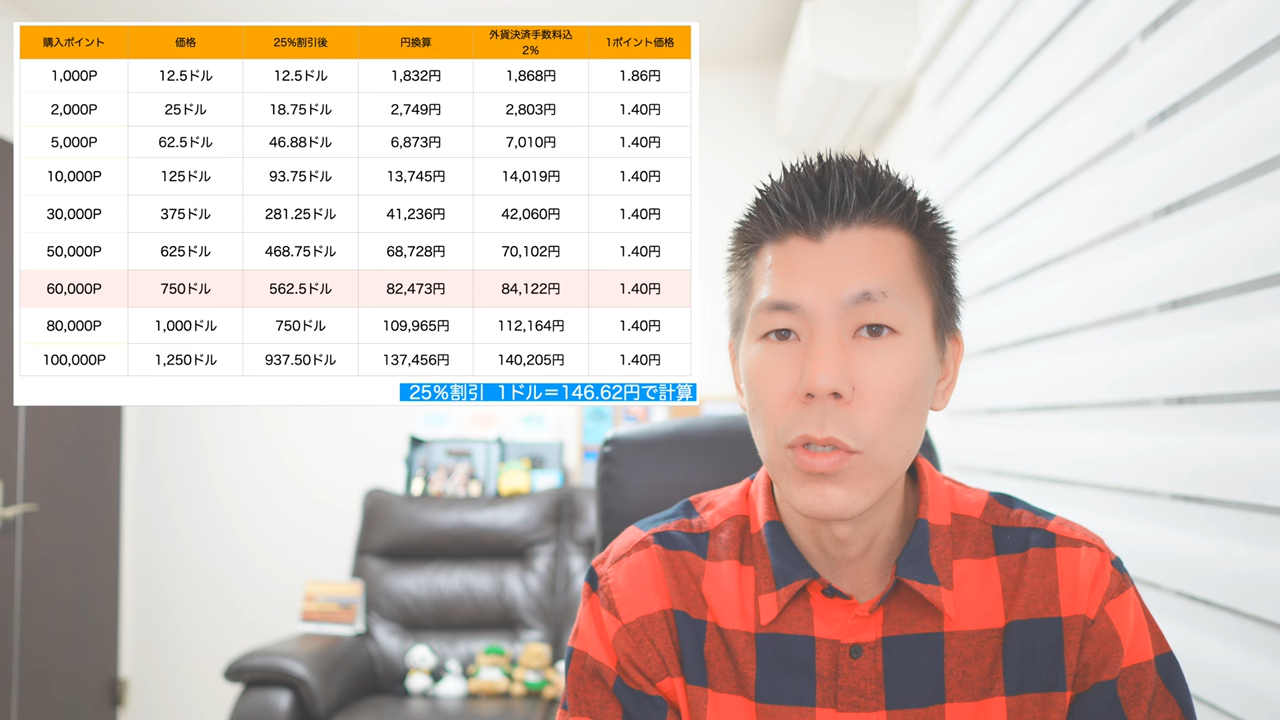 購入ポイント 価格 25%割引後 円換算 外貨決済手数料込 2% 1ポイント価格
1,000P 12.5ドル 12.5ドル 1,832円 1,868円 1.86円
2,000P 25ドル 18.75ドル 2,749円 2,803円 1.40円
5,000P 62.5ドル 46.88ドル 6,873円 7,010円 1.40円
10,000P 125ドル 93.75ドル 13,745円 14,019円 1.40円
30,000P 375ドル 281.25ドル 41,236円 42,060円 1.40円
50,000P 625ドル 468.75ドル 68,728円 70,102円 1.40円
60,000P 750ドル 562.5ドル 82,473円 84,122円 1.40円
80,000P 1,000ドル 750ドル 109,965円 112,164円 1.40円
100,000P 1,250ドル 937.50ドル 137,456円 140,205円 1.40円
25%割引 1ドル=146.62円で計算